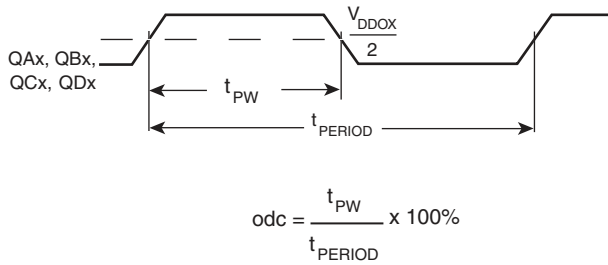 V_DDOX
2
QAx, QBx,
QCx, QDx
t_PW
t_PERIOD
odc = t_PW / t_PERIOD x 100%